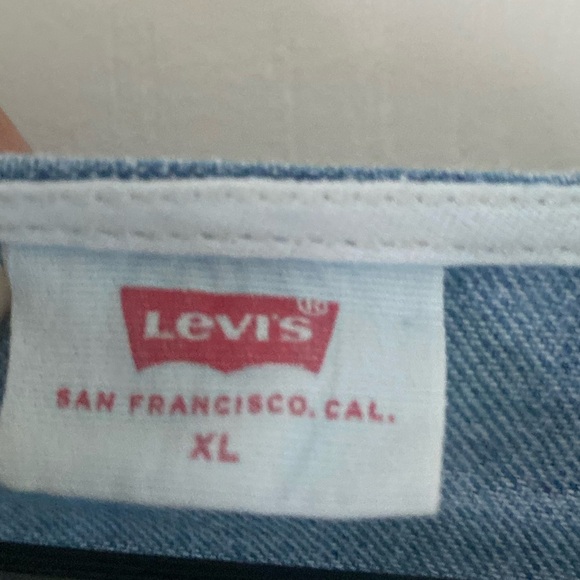 Levi's®
SAN FRANCISCO, CAL.
XL